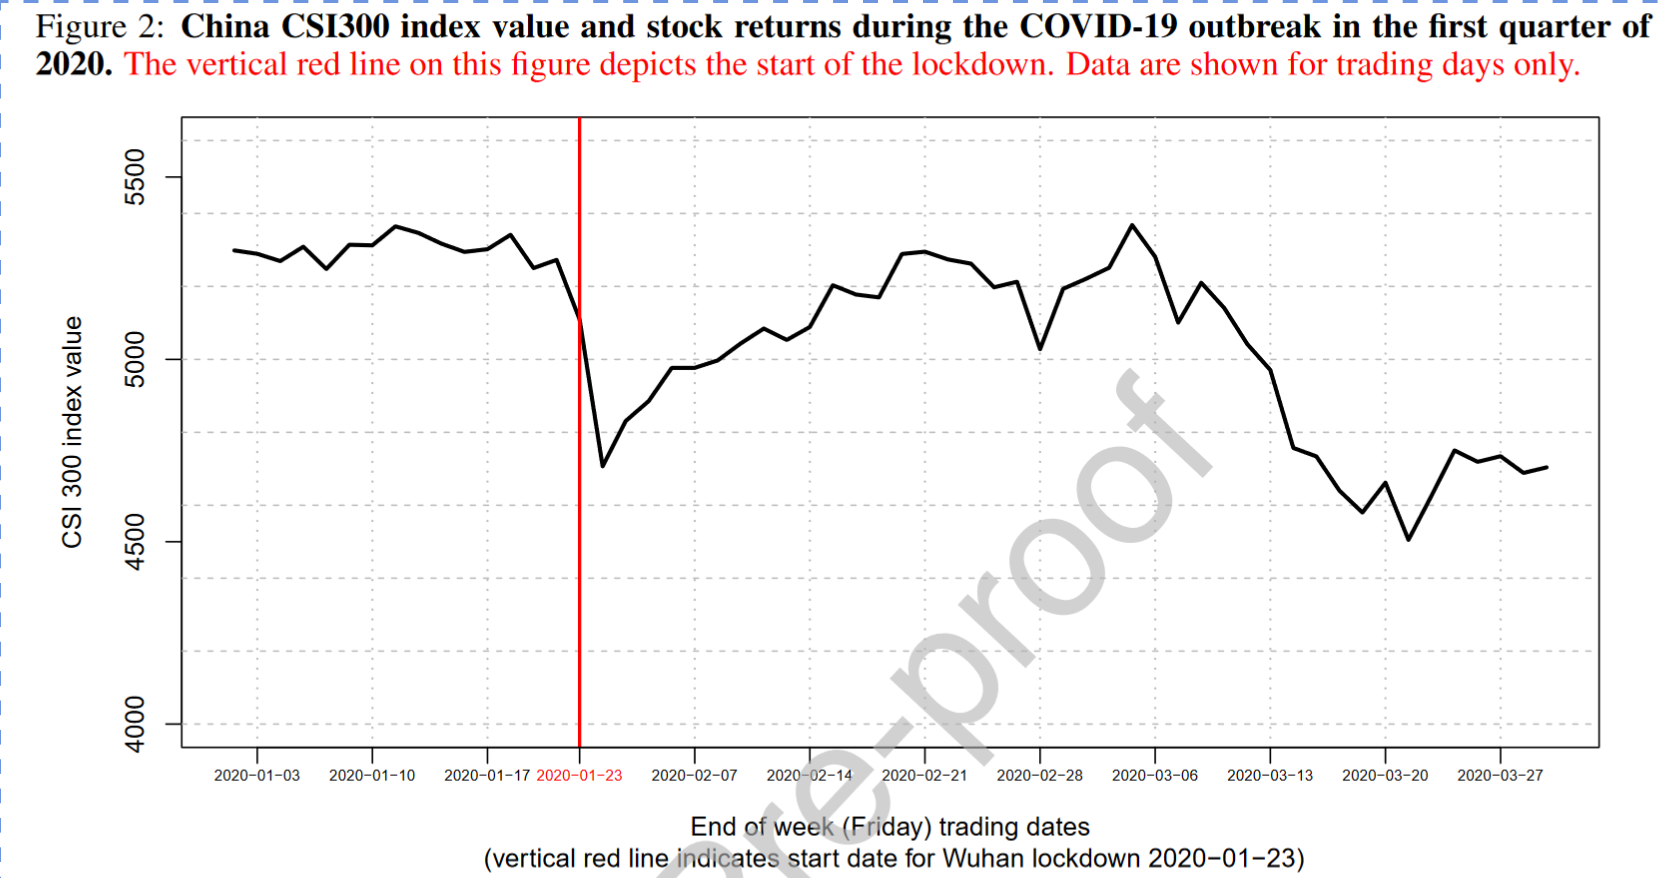 Figure 2: China CSI300 index value and stock returns during the COVID-19 outbreak in the first quarter of
2020. The vertical red line on this figure depicts the start of the lockdown. Data are shown for trading days only.
5500
5000
4500
4000
CSI 300 index value
2020−01−03 2020−01−10 2020−01−17 2020−01−23 2020−02−07 2020−02−14 2020−02−21 2020−02−28 2020−03−06 2020−03−13 2020−03−20 2020−03−27
End of week (Friday) trading dates
(vertical red line indicates start date for Wuhan lockdown 2020−01−23)
re-proof